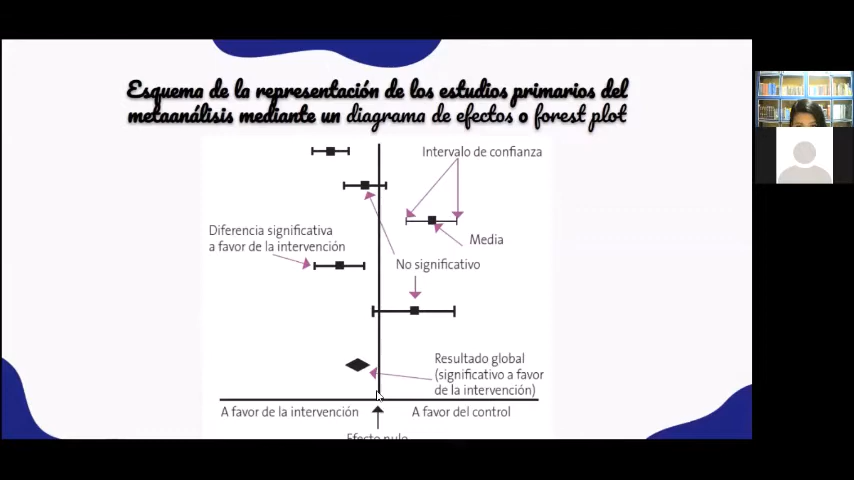 Esquema de la representación de los estudios primarios del
metaanálisis mediante un diagrama de efectos o forest plot
Intervalo de confianza
Diferencia significativa
a favor de la intervención
Media
No significativo
Resultado global
(significativo a favor
de la intervención)
A favor de la intervención
A favor del control
Efecto nulo